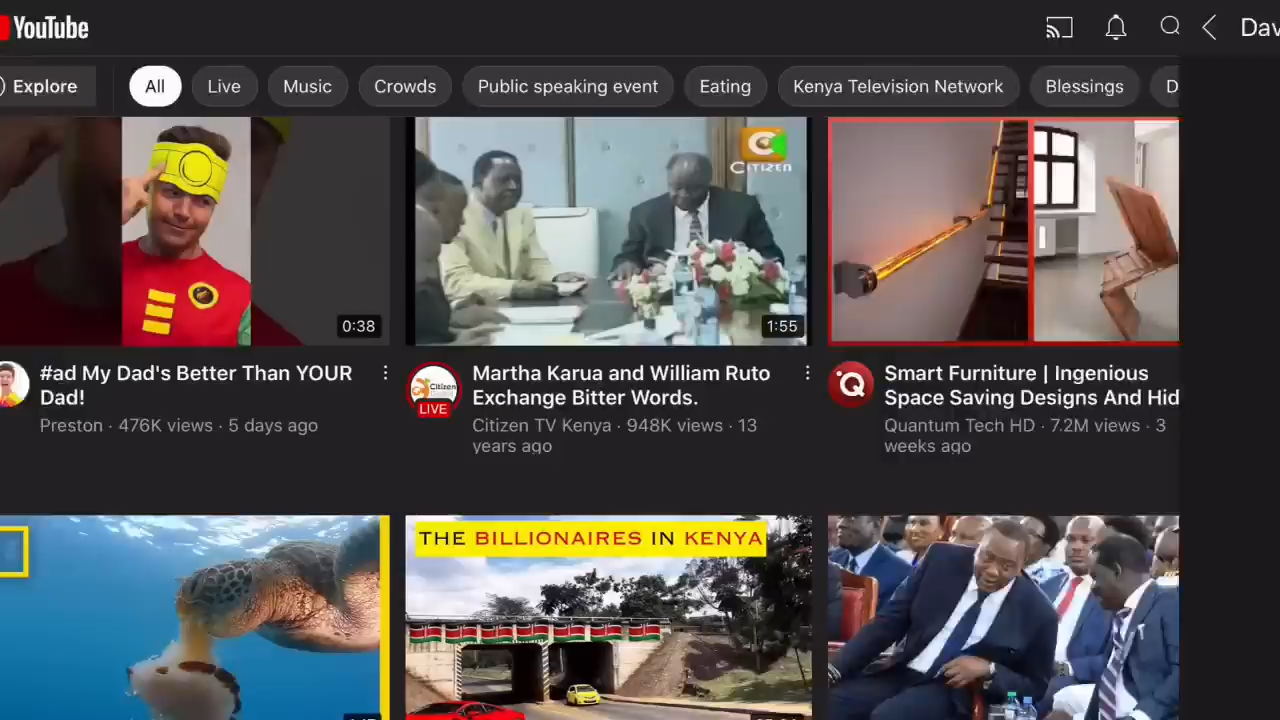 YouTube
Dav
Explore
All
Live
Music
Crowds
Public speaking event
Eating
Kenya Television Network
Blessings
D
CITIZEN
0:38
1:55
#ad My Dad's Better Than YOUR
Dad!
Preston · 476K views · 5 days ago
Citizen
LIVE
Martha Karua and William Ruto
Exchange Bitter Words.
Citizen TV Kenya · 948K views · 13
years ago
Q
Smart Furniture | Ingenious
Space Saving Designs And Hid
Quantum Tech HD · 7.2M views · 3
weeks ago
THE BILLIONAIRES IN KENYA